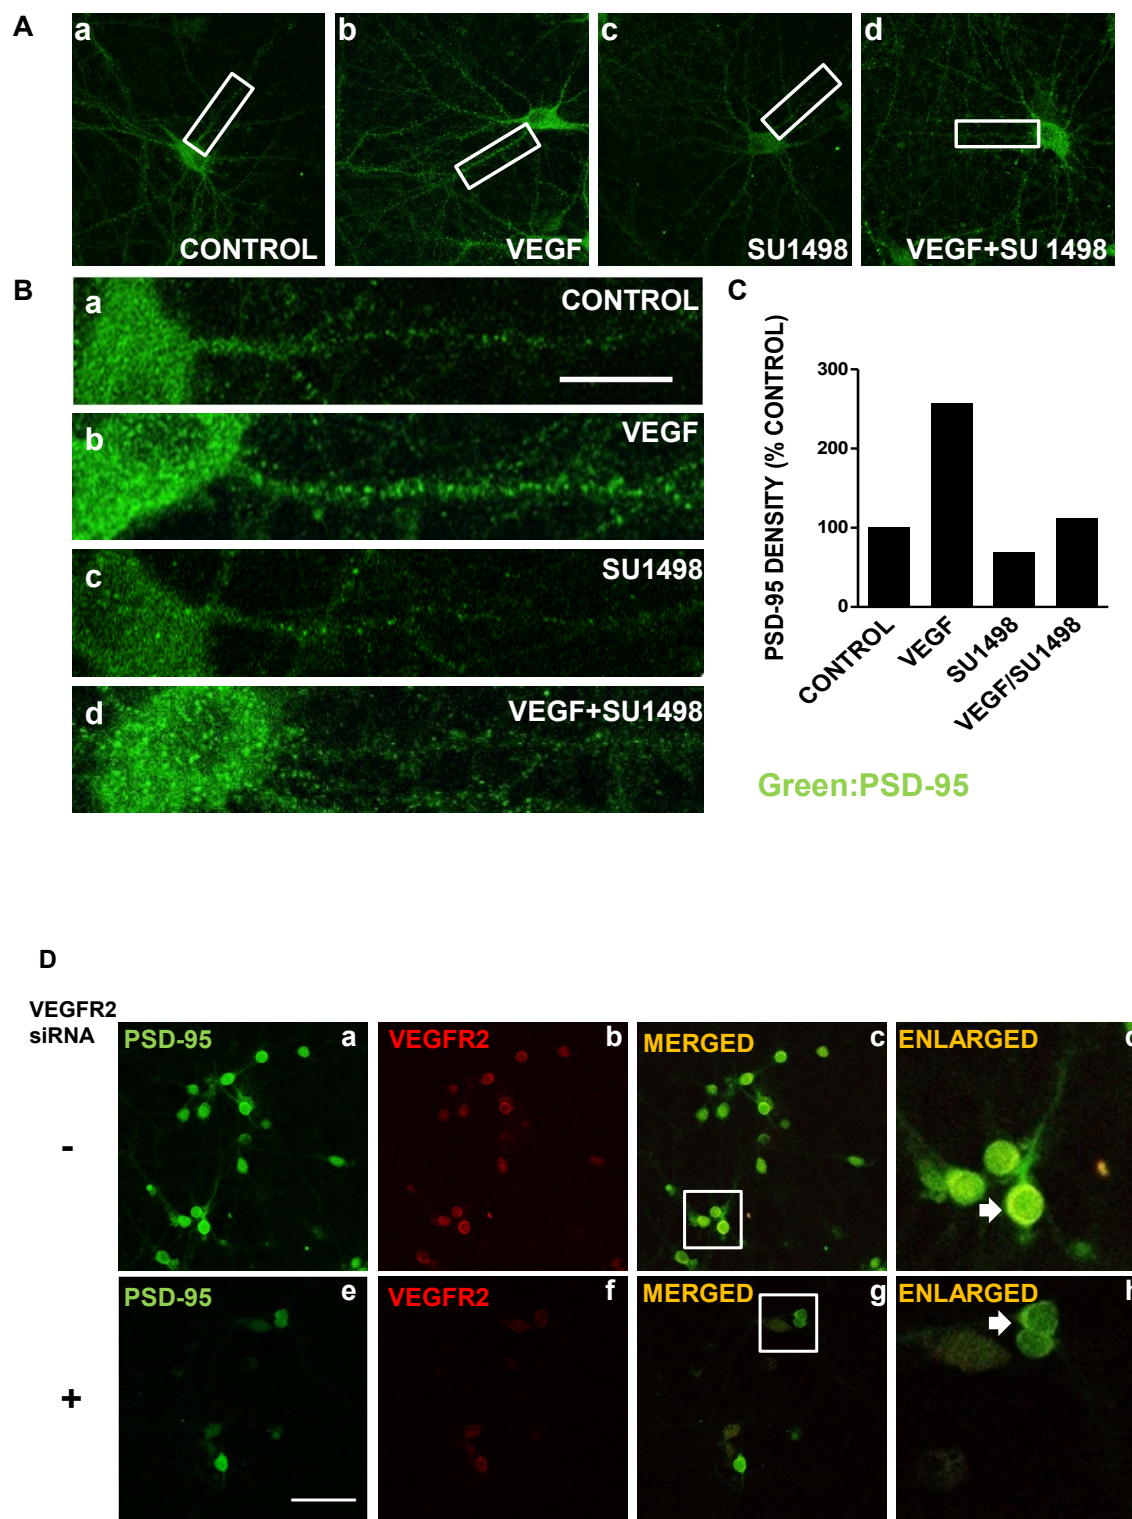 A
a
CONTROL
b
VEGF
c
SU1498
d
VEGF+SU 1498
B
a
CONTROL
b
VEGF
c
SU1498
d
VEGF+SU1498
C
PSD-95 DENSITY (% CONTROL)
300
200
100
0
CONTROL
VEGF
SU1498
VEGF/SU1498
Green:PSD-95
D
VEGFR2
siRNA
PSD-95
a
VEGFR2
b
MERGED
c
ENLARGED
d
-
PSD-95
e
VEGFR2
f
MERGED
g
ENLARGED
h
+